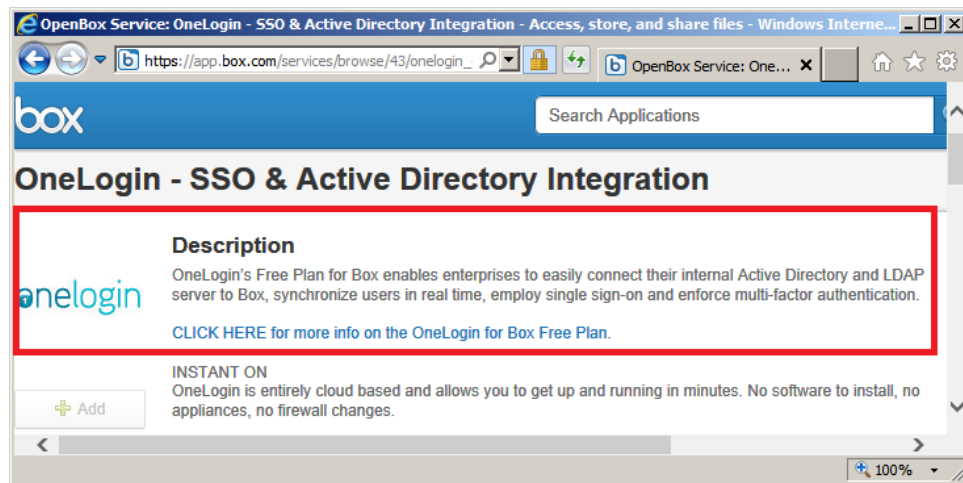 OpenBox Service: OneLogin - SSO & Active Directory Integration - Access, store, and share files - Windows Interne...
https://app.box.com/services/browse/43/onelogin_
OpenBox Service: One...
box
Search Applications
OneLogin - SSO & Active Directory Integration
onelogin
Description
OneLogin's Free Plan for Box enables enterprises to easily connect their internal Active Directory and LDAP
server to Box, synchronize users in real time, employ single sign-on and enforce multi-factor authentication.
CLICK HERE for more info on the OneLogin for Box Free Plan.
INSTANT ON
OneLogin is entirely cloud based and allows you to get up and running in minutes. No software to install, no
appliances, no firewall changes.
Add
100%